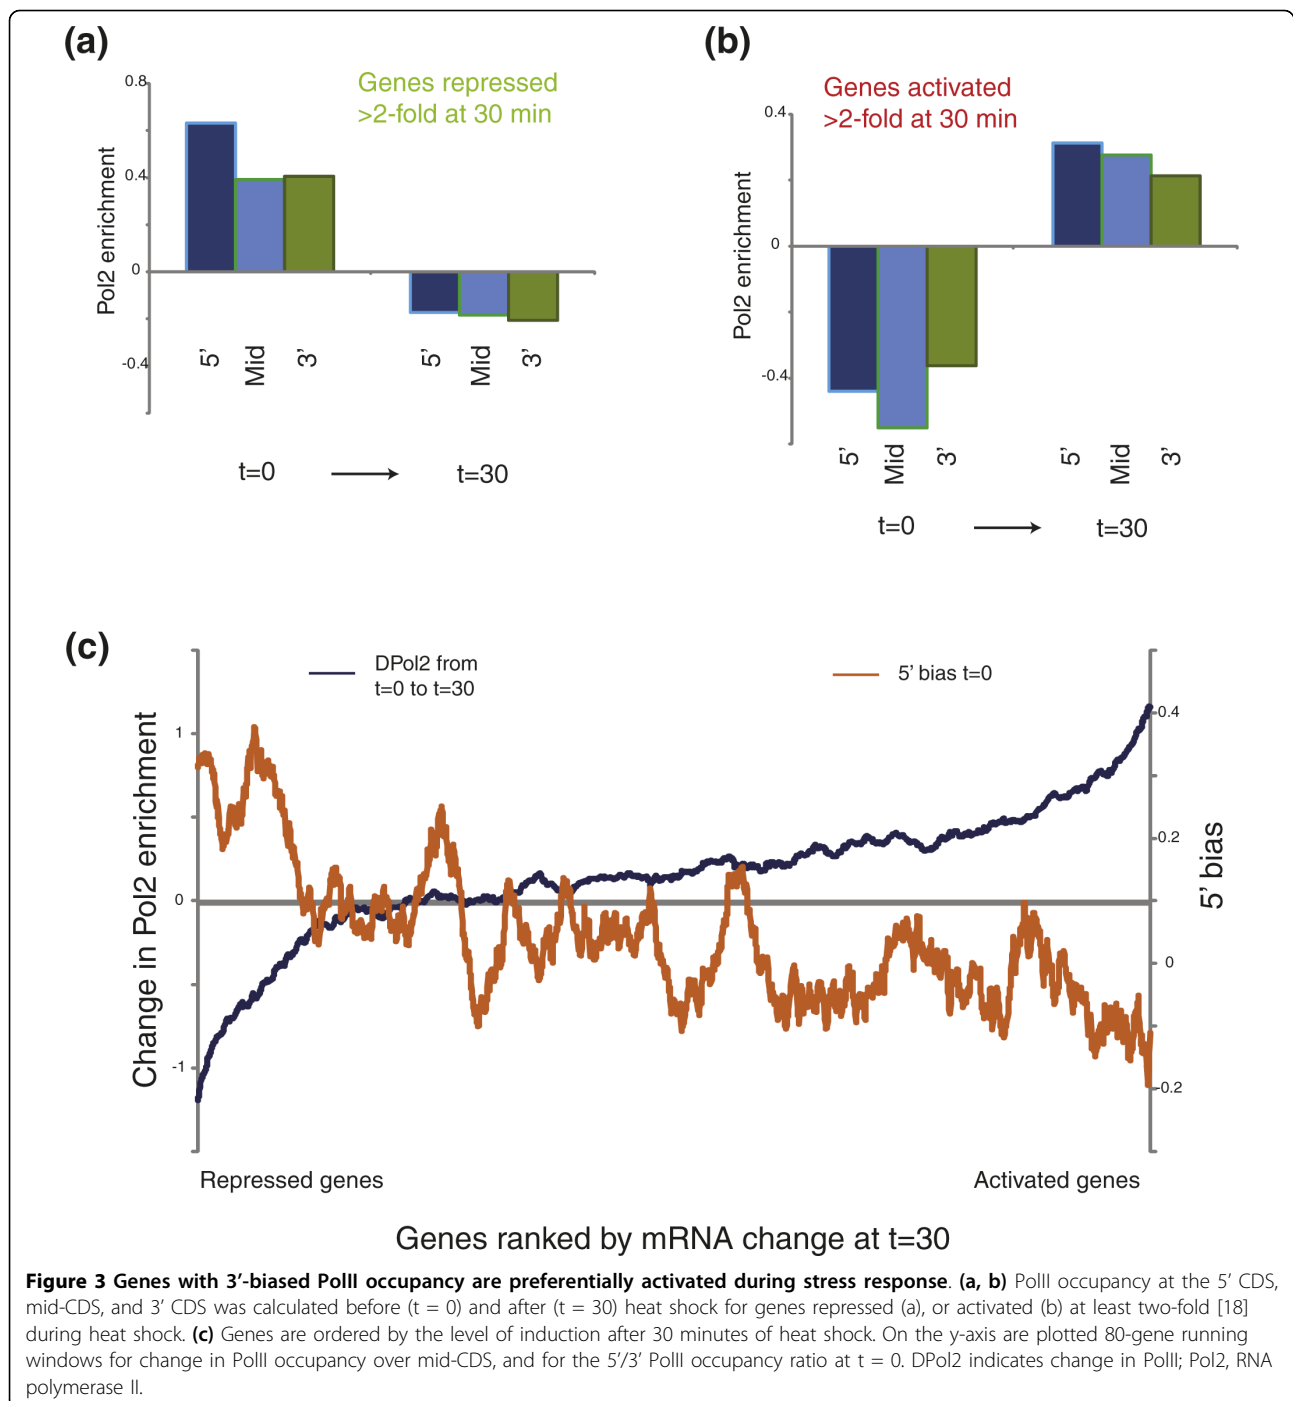 (a)
Genes repressed
>2-fold at 30 min
Pol2 enrichment
0.8
0.4
0
-0.4
5'
Mid
3'
5'
Mid
3'
t=0
t=30
(b)
Genes activated
>2-fold at 30 min
Pol2 enrichment
0.4
0
-0.4
5'
Mid
3'
5'
Mid
3'
t=0
t=30
(c)
DPol2 from
t=0 to t=30
5' bias t=0
Change in Pol2 enrichment
1
0
-1
0.4
0.2
0
-0.2
5' bias
Repressed genes
Activated genes
Genes ranked by mRNA change at t=30
Figure 3 Genes with 3′-biased PolII occupancy are preferentially activated during stress response. (a, b) PolII occupancy at the 5′ CDS,
mid-CDS, and 3′ CDS was calculated before (t = 0) and after (t = 30) heat shock for genes repressed (a), or activated (b) at least two-fold [18]
during heat shock. (c) Genes are ordered by the level of induction after 30 minutes of heat shock. On the y-axis are plotted 80-gene running
windows for change in PolII occupancy over mid-CDS, and for the 5′/3′ PolII occupancy ratio at t = 0. DPol2 indicates change in PolII; Pol2, RNA
polymerase II.